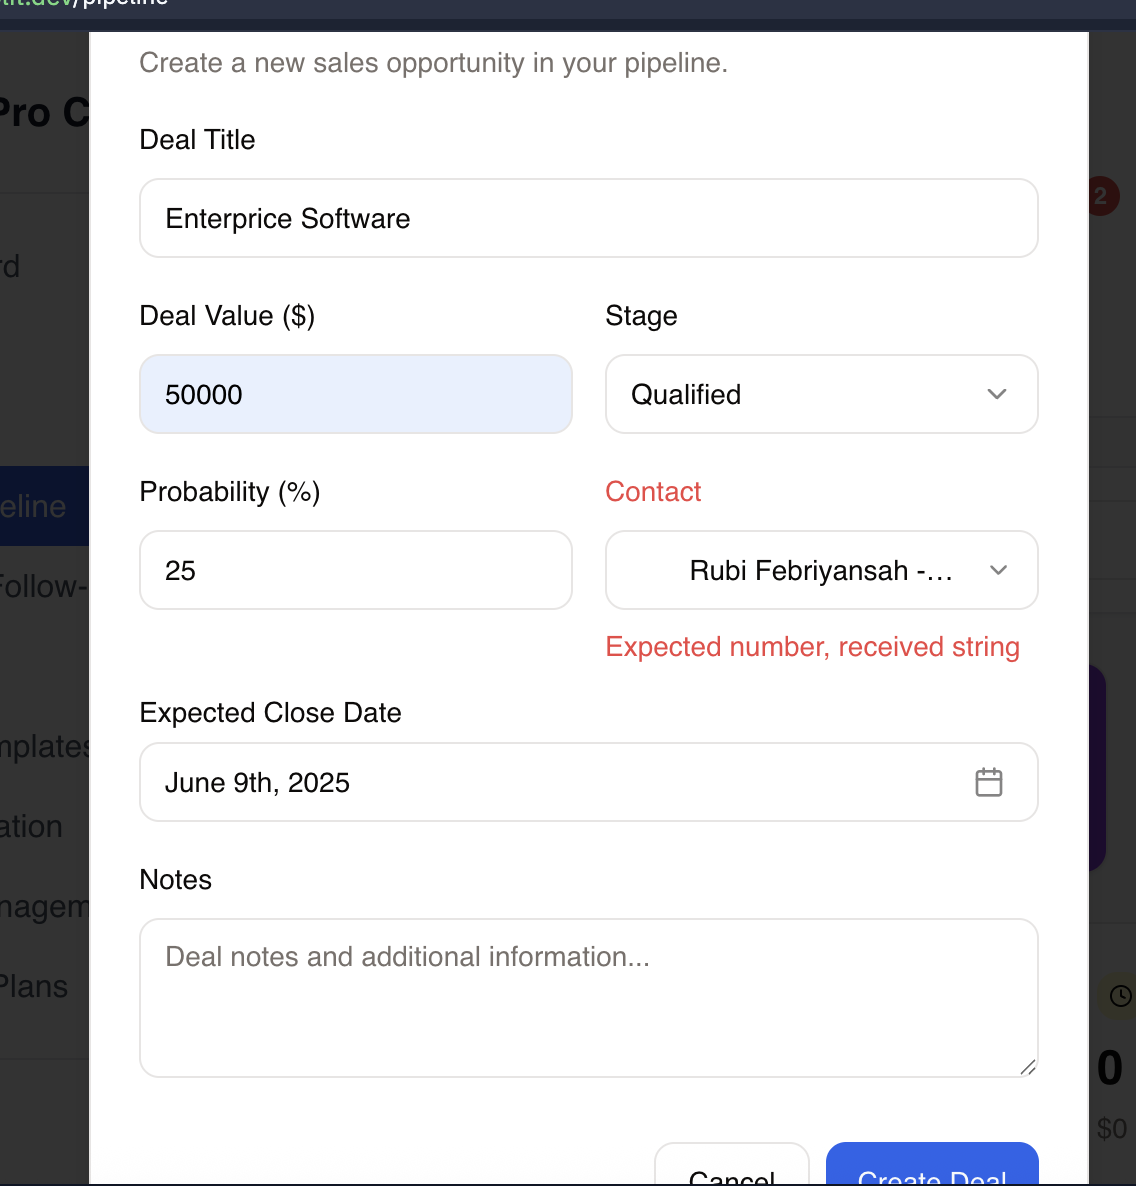 /pipeline
Create a new sales opportunity in your pipeline.
Pro C
Deal Title
2
Enterprice Software
rd
Deal Value ($)
Stage
50000
Qualified
Probability (%)
Contact
eline
25
Rubi Febriyansah -...
Follow-
Expected number, received string
Expected Close Date
mplates
June 9th, 2025
ation
Notes
nagem
Deal notes and additional information...
Plans
0
$0
Cancel
Create Deal